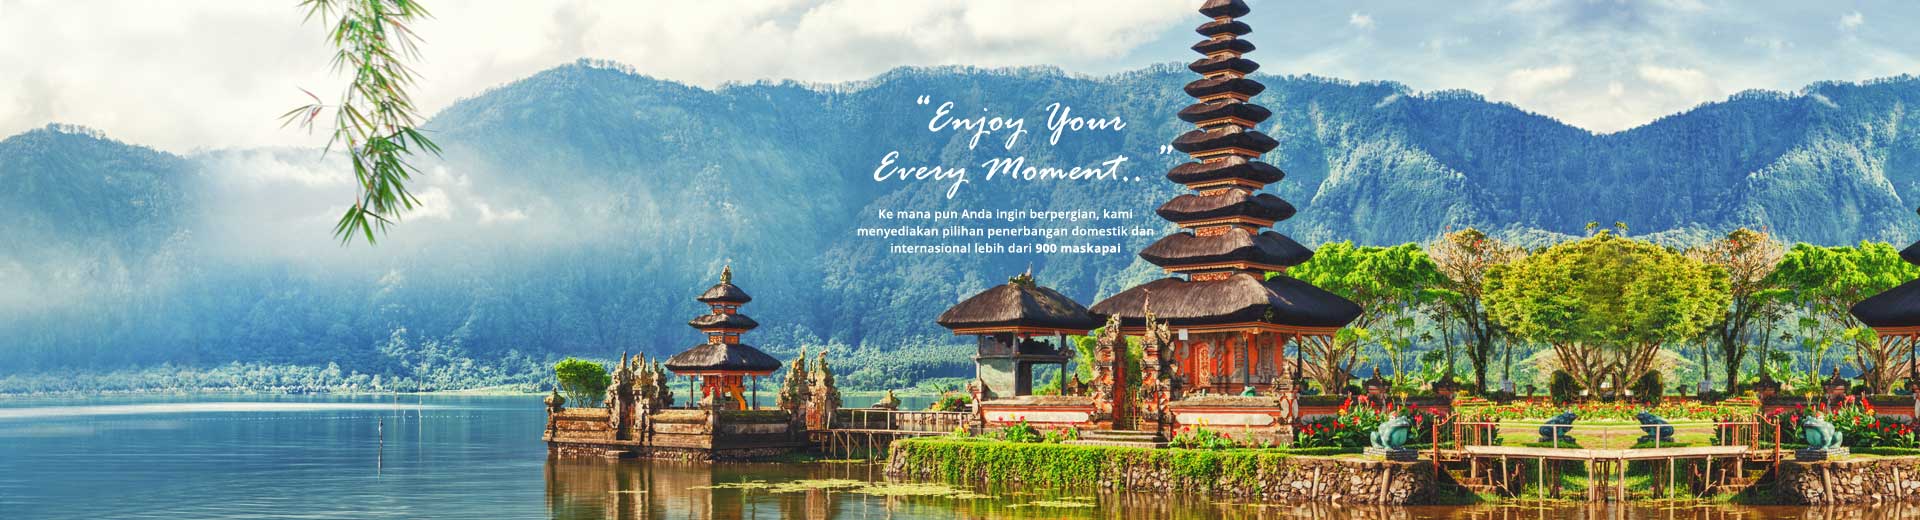 “Enjoy Your
Every Moment..”
Ke mana pun Anda ingin berpergian, kami
menyediakan pilihan penerbangan domestik dan
internasional lebih dari 900 maskapai